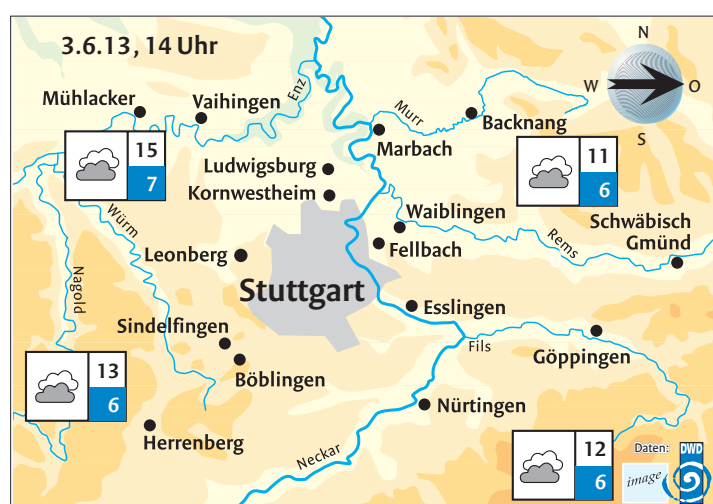 3.6.13, 14 Uhr
N
W
O
S
Mühlacker
Vaihingen
Enz
Murr
Backnang
Marbach
15
7
11
6
Ludwigsburg
Kornwestheim
Würm
Waiblingen
Rems
Schwäbisch
Gmünd
Fellbach
Leonberg
Nagold
Stuttgart
Esslingen
Sindelfingen
Fils
Göppingen
Böblingen
13
6
Nürtingen
Herrenberg
Neckar
12
6
Daten:
DWD
image